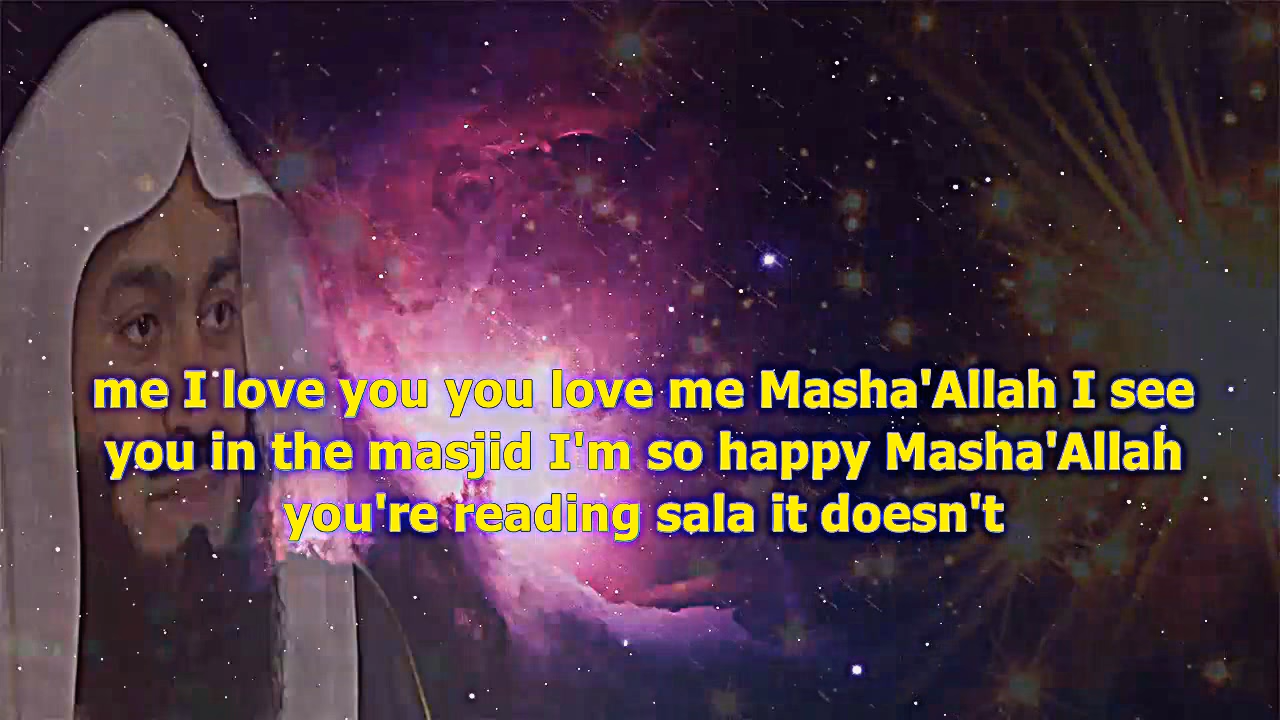 me I love you you love me Masha'Allah I see
you in the masjid I'm so happy Masha'Allah
you're reading sala it doesn't